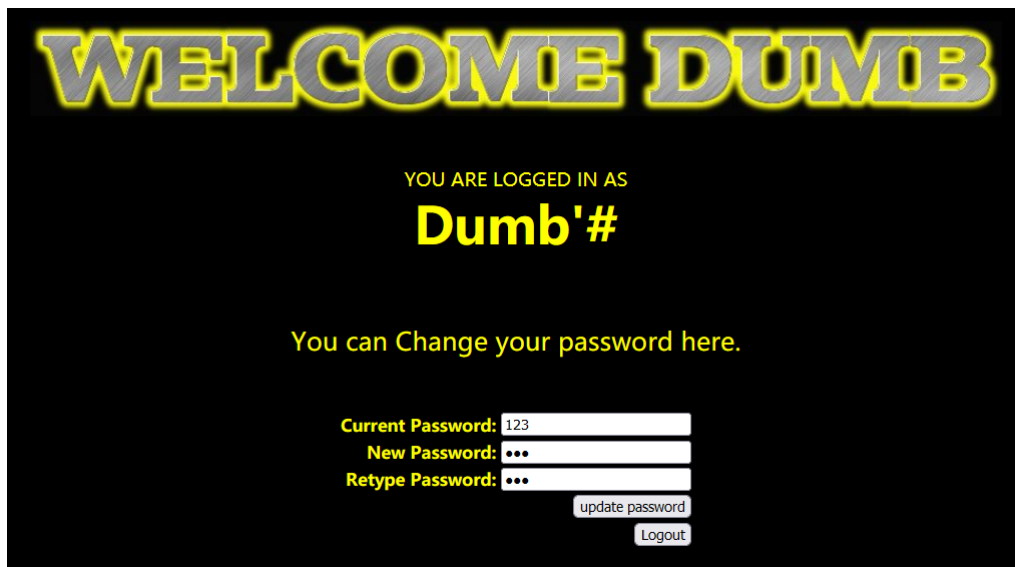 WELCOME DUMB
YOU ARE LOGGED IN AS
Dumb'#
You can Change your password here.
Current Password: 123
New Password: •••
Retype Password: •••
update password
Logout